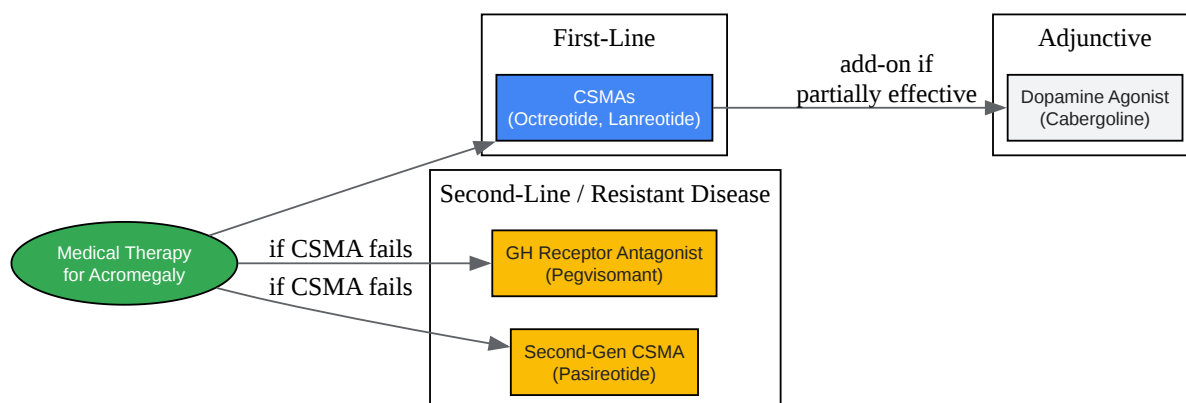 First-Line
CSMAs
(Octreotide, Lanreotide)
add-on if
partially effective
Adjunctive
Dopamine Agonist
(Cabergoline)
Medical Therapy
for Acromegaly
if CSMA fails
if CSMA fails
Second-Line / Resistant Disease
GH Receptor Antagonist
(Pegvisomant)
Second-Gen CSMA
(Pasireotide)